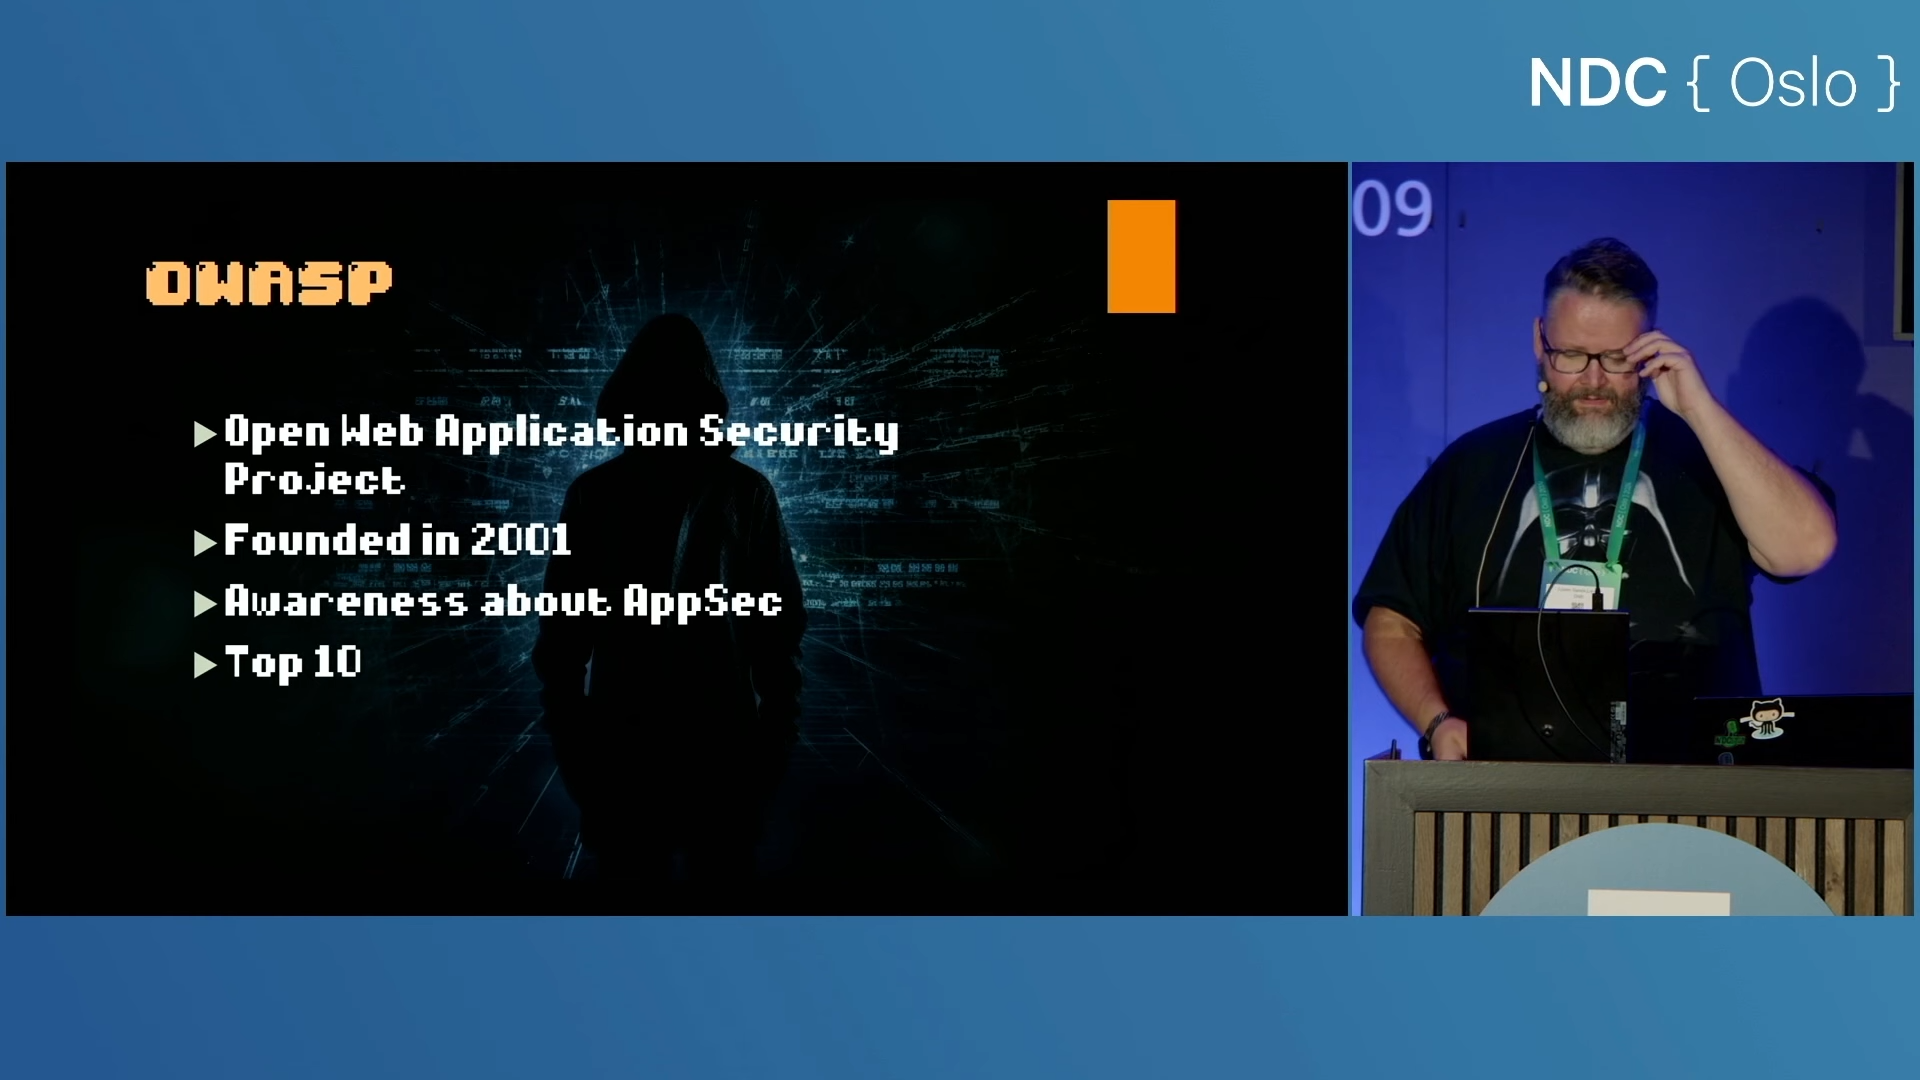 NDC { Oslo }
09
OWASP
Open Web Application Security
Project
Founded in 2001
Awareness about AppSec
Top 10